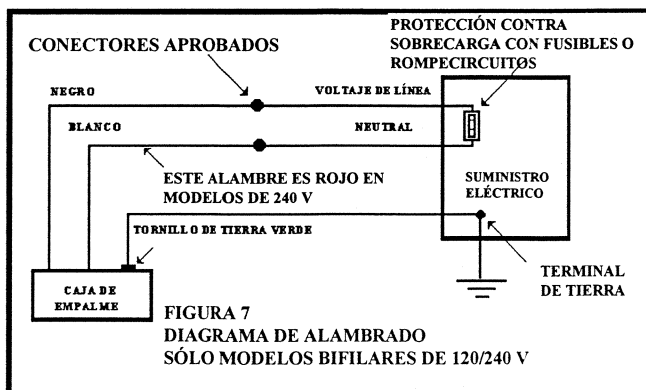 PROTECCIÓN CONTRA
SOBRECARGA CON FUSIBLES O
ROMPECIRCUITOS
CONECTORES APROBADOS
NEGRO
VOLTAJE DE LÍNEA
BLANCO
NEUTRAL
ESTE ALAMBRE ES ROJO EN
MODELOS DE 240 V
SUMINISTRO
ELÉCTRICO
TORNILLO DE TIERRA VERDE
TERMINAL
DE TIERRA
CAJA DE
EMPALME
FIGURA 7
DIAGRAMA DE ALAMBRADO
SÓLO MODELOS BIFILARES DE 120/240 V